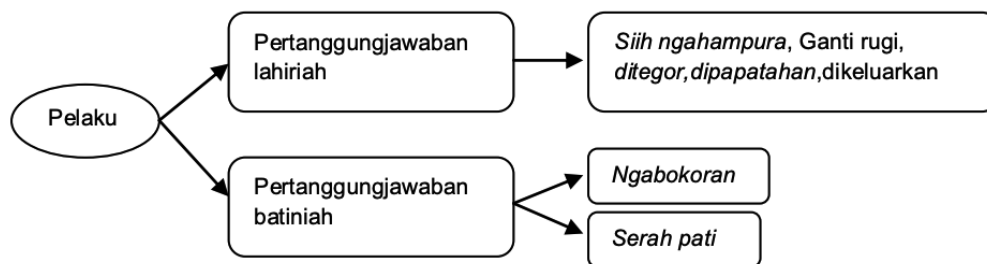 Pelaku
Pertanggungjawaban
lahiriah
Siih ngahampura, Ganti rugi,
ditegor,dipapatahan,dikeluarkan
Pertanggungjawaban
batiniah
Ngabokoran
Serah pati